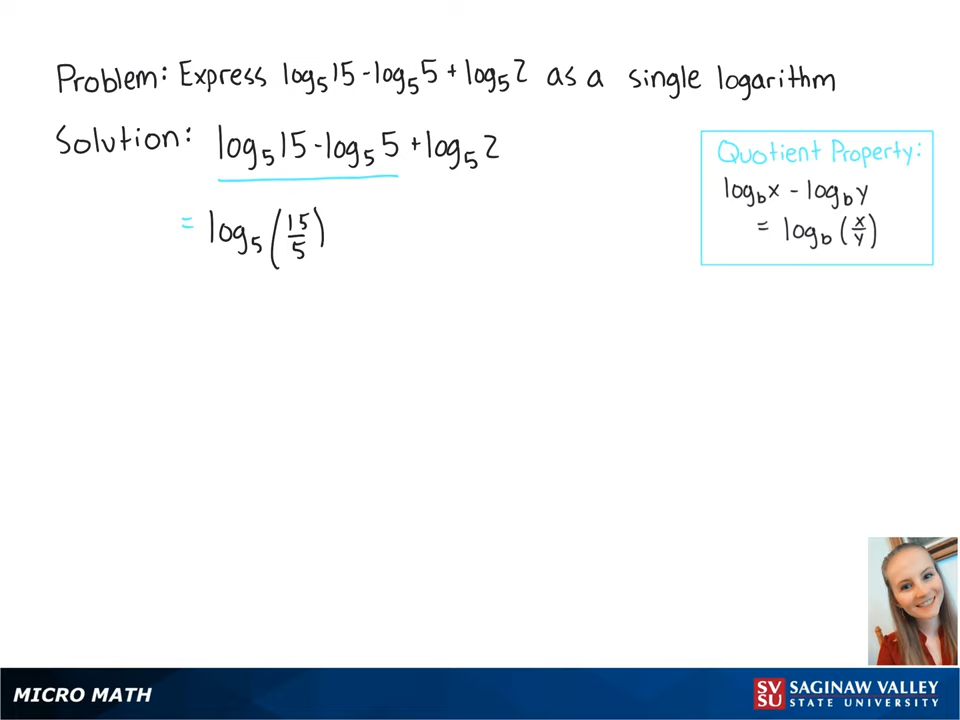 Problem: Express log₅15 - log₅5 + log₅2 as a single logarithm
Solution: log₅15 - log₅5 + log₅2
= log₅(15/5)
Quotient Property:
log_b x - log_b y
= log_b (x/y)
MICRO MATH
SV SU SAGINAW VALLEY
STATE UNIVERSITY